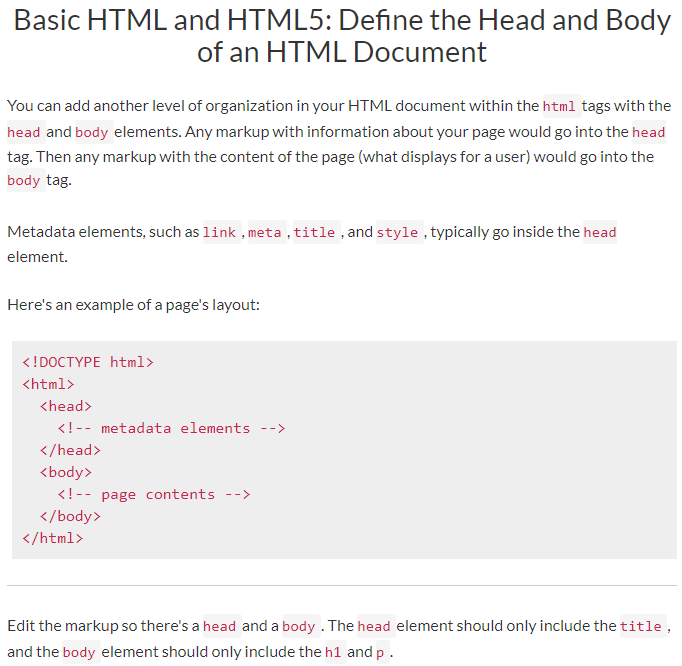 Basic HTML and HTML5: Define the Head and Body
of an HTML Document
You can add another level of organization in your HTML document within the html tags with the
head and body elements. Any markup with information about your page would go into the head
tag. Then any markup with the content of the page (what displays for a user) would go into the
body tag.
Metadata elements, such as link , meta , title , and style , typically go inside the head
element.
Here's an example of a page's layout:
<!DOCTYPE html>
<html>
  <head>
    <!-- metadata elements -->
  </head>
  <body>
    <!-- page contents -->
  </body>
</html>
Edit the markup so there's a head and a body . The head element should only include the title ,
and the body element should only include the h1 and p .